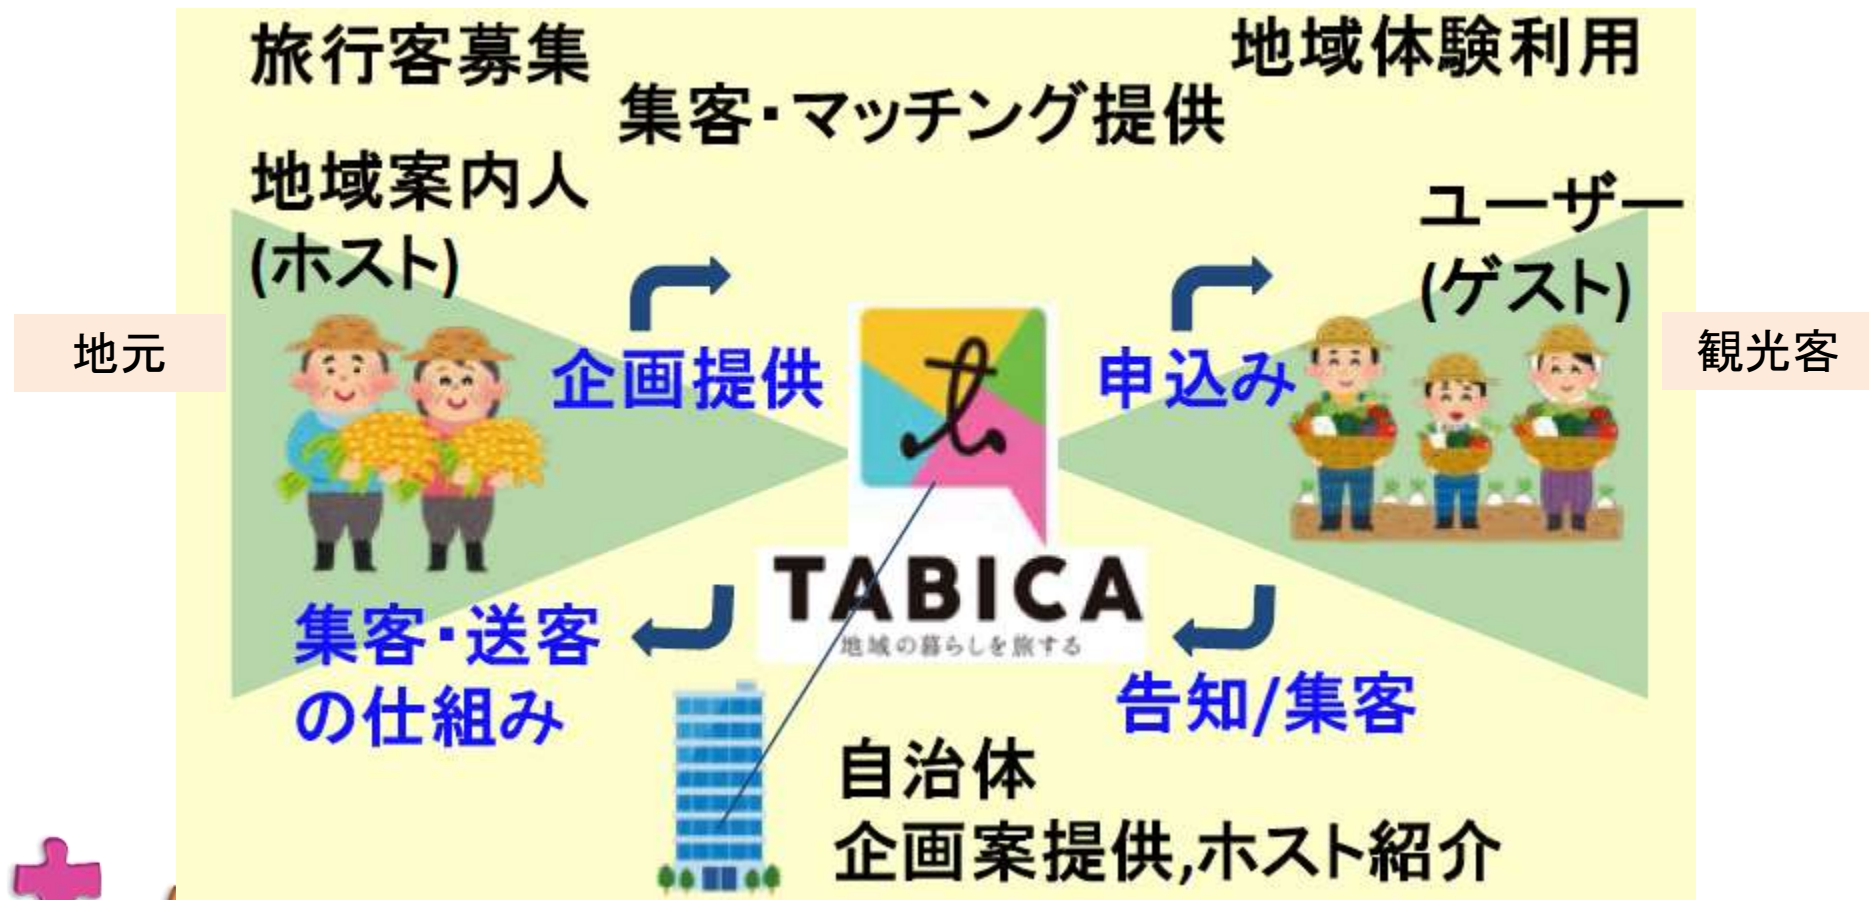 旅行客募集
地域体験利用
集客・マッチング提供
地域案内人
(ホスト)
ユーザー
(ゲスト)
地元
観光客
企画提供
申込み
TABICA
地域の暮らしを旅する
集客・送客
の仕組み
告知/集客
自治体
企画案提供,ホスト紹介